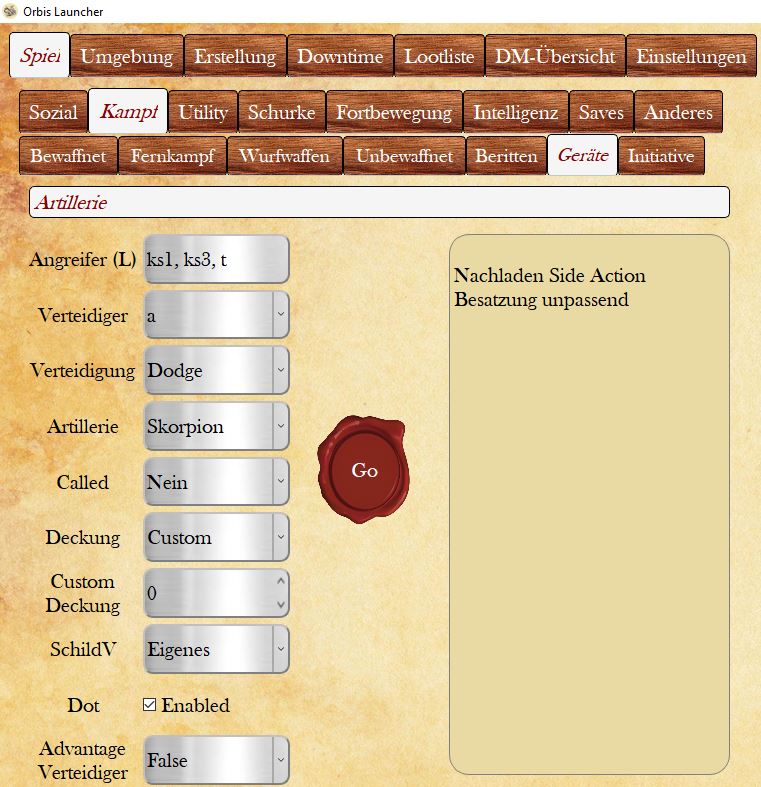 Orbis Launcher
Spiel Umgebung Erstellung Downtime Lootliste DM-Übersicht Einstellungen
Sozial Kampf Utility Schurke Fortbewegung Intelligenz Saves Anderes
Bewaffnet Fernkampf Wurfwaffen Unbewaffnet Beritten Geräte Initiative
Artillerie
Angreifer (L) ks1, ks3, t
Verteidiger a
Verteidigung Dodge
Artillerie Skorpion
Called Nein
Deckung Custom
Custom
Deckung 0
SchildV Eigenes
Dot Enabled
Advantage
Verteidiger False
Go
Nachladen Side Action
Besatzung unpassend